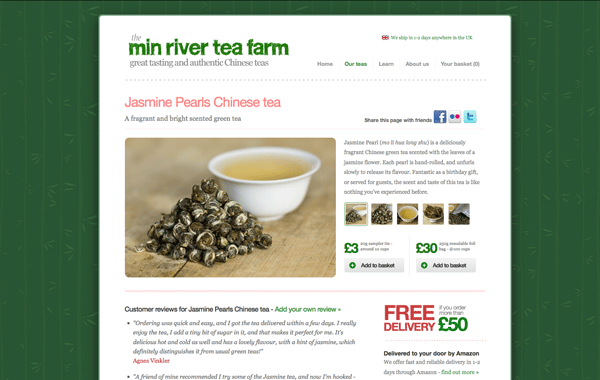 the
min river tea farm
great tasting and authentic Chinese teas
We ship in 1-2 days anywhere in the UK
Home Our teas Learn About us Your basket (0)
Jasmine Pearls Chinese tea
A fragrant and bright scented green tea
Share this page with friends
Jasmine Pearl (mo li hua long zhu) is a deliciously
fragrant Chinese green tea scented with the leaves of a
jasmine flower. Each pearl is hand-rolled, and unfurls
slowly to release its flavour. Fantastic as a birthday gift,
or served for guests, the scent and taste of this tea is like
nothing you've experienced before.
£3 sampler tin -
around 10 cups
£30 resealable foil
bag -
cups
Add to basket Add to basket
Customer reviews for Jasmine Pearls Chinese tea - Add your own review »
"Ordering was quick and easy, and I got the tea delivered within a few days. I really
enjoy the tea, I add a tiny bit of sugar in it, and that makes it perfect for me. It's
delicious hot and cold as well and has a lovely flavour, with a hint of jasmine, which
definitely distinguishes it from usual green teas!"
Agnes Vinkler
"A friend of mine recommended I try some of the Jasmine tea, and now I'm hooked -
FREE
DELIVERY
if you order
more than
£50
Delivered to your door by Amazon
We offer fast and reliable delivery in 1-2
days through Amazon - find out more »